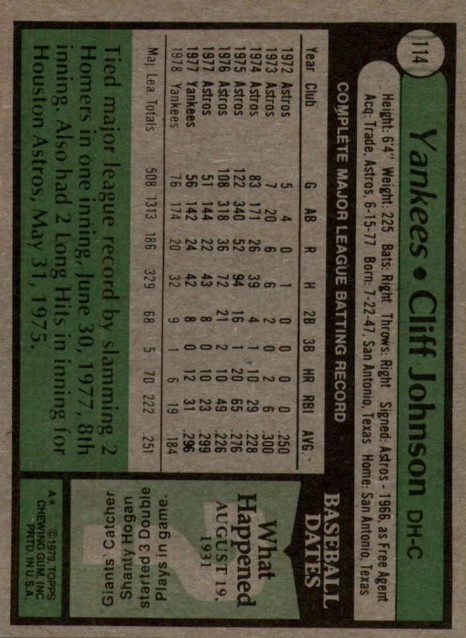 114
Yankees • Cliff Johnson DH-C
Height: 6'4" Weight: 225 Bats: Right Throws: Right Signed: Astros - 1966, as Free Agent
Acq: Trade, Astros, 6-15-77 Born: 7-22-47, San Antonio, Texas Home: San Antonio, Texas
COMPLETE MAJOR LEAGUE BATTING RECORD
Year Club G AB R H 2B 3B HR RBI AVG.
1972 Astros 5 4 0 1 0 0 0 0 .250
1973 Astros 7 20 6 6 2 0 2 6 .300
1974 Astros 83 171 26 39 4 1 10 29 .228
1975 Astros 122 340 52 94 16 1 20 65 .276
1976 Astros 108 318 36 72 21 2 10 49 .226
1977 Astros 51 144 22 43 8 0 10 23 .299
1977 Yankees 56 142 24 42 8 0 12 31 .296
1978 Yankees 76 174 20 32 9 1 6 19 .184
Maj. Lea. Totals 508 1313 186 329 68 5 70 222 .251
Tied major league record by slamming 2
Homers in one inning, June 30, 1977, 8th
inning. Also had 2 Long Hits in inning for
Houston Astros, May 31, 1975.
BASEBALL
DATES
What
Happened
AUGUST 19,
1931
Giants Catcher
Shanty Hogan
started 3 Double
Plays in game.
A* ©1979 TOPPS
CHEWING GUM, INC
PRTD. IN U.S.A.